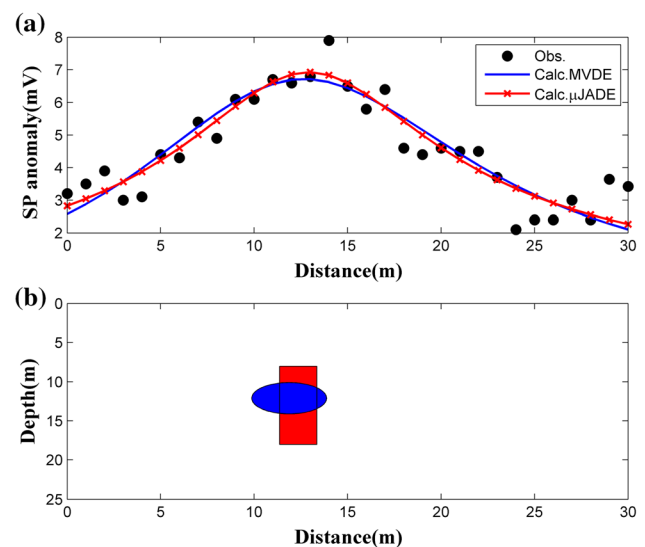 (a)
SP anomaly(mV)
8
7
6
5
4
3
2
Obs.
Calc.MVDE
Calc.μJADE
0 5 10 15 20 25 30
Distance(m)
(b)
Depth(m)
0
5
10
15
20
25
0 5 10 15 20 25 30
Distance(m)